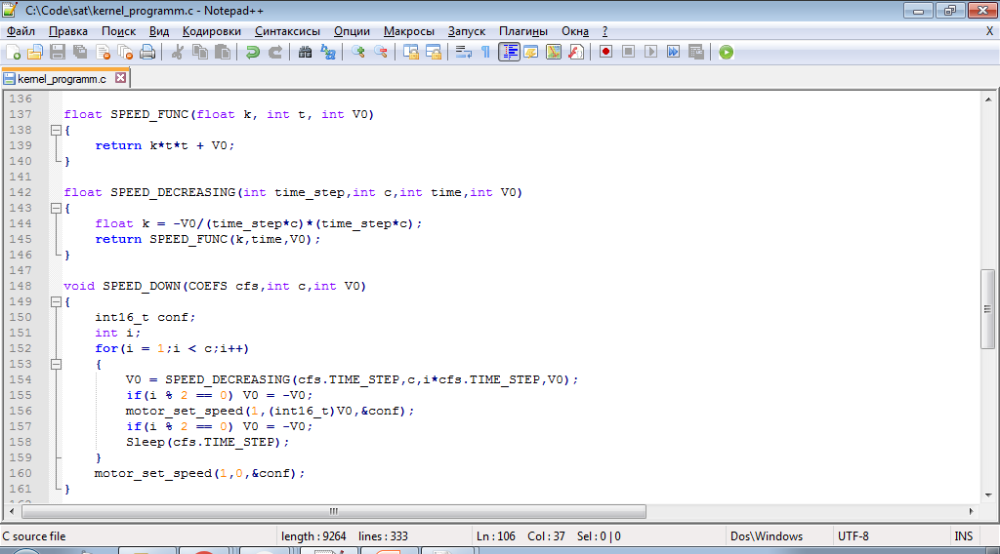 C:\Code\sat\kernel_programm.c - Notepad++
Файл Правка Поиск Вид Кодировки Синтаксисы Опции Макросы Запуск Плагины Окна ? X
kernel_programm.c
136
137 float SPEED_FUNC(float k, int t, int V0)
138 {
139 return k*t*t + V0;
140 }
141
142 float SPEED_DECREASING(int time_step,int c,int time,int V0)
143 {
144 float k = -V0/(time_step*c)*(time_step*c);
145 return SPEED_FUNC(k,time,V0);
146 }
147
148 void SPEED_DOWN(COEFS cfs,int c,int V0)
149 {
150 int16_t conf;
151 int i;
152 for(i = 1;i < c;i++)
153 {
154 V0 = SPEED_DECREASING(cfs.TIME_STEP,c,i*cfs.TIME_STEP,V0);
155 if(i % 2 == 0) V0 = -V0;
156 motor_set_speed(1,(int16_t)V0,&conf);
157 if(i % 2 == 0) V0 = -V0;
158 Sleep(cfs.TIME_STEP);
159 }
160 motor_set_speed(1,0,&conf);
161 }
C source file length : 9264 lines : 333 Ln : 106 Col : 37 Sel : 0 | 0 Dos\Windows UTF-8 INS